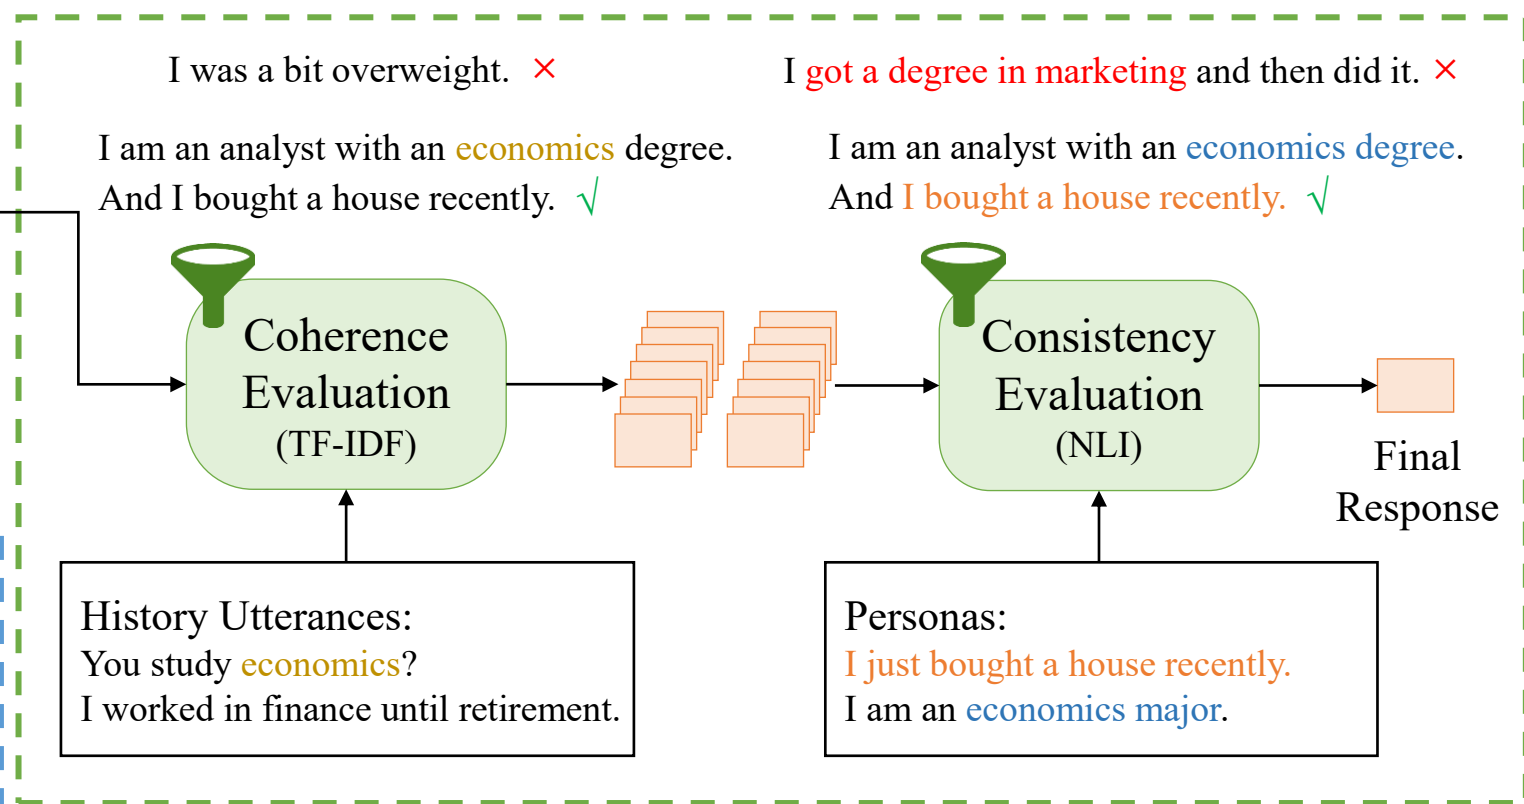 I was a bit overweight. ×
I am an analyst with an economics degree.
And I bought a house recently. √
I got a degree in marketing and then did it. ×
I am an analyst with an economics degree.
And I bought a house recently. √
Coherence
Evaluation
(TF-IDF)
Consistency
Evaluation
(NLI)
Final
Response
History Utterances:
You study economics?
I worked in finance until retirement.
Personas:
I just bought a house recently.
I am an economics major.